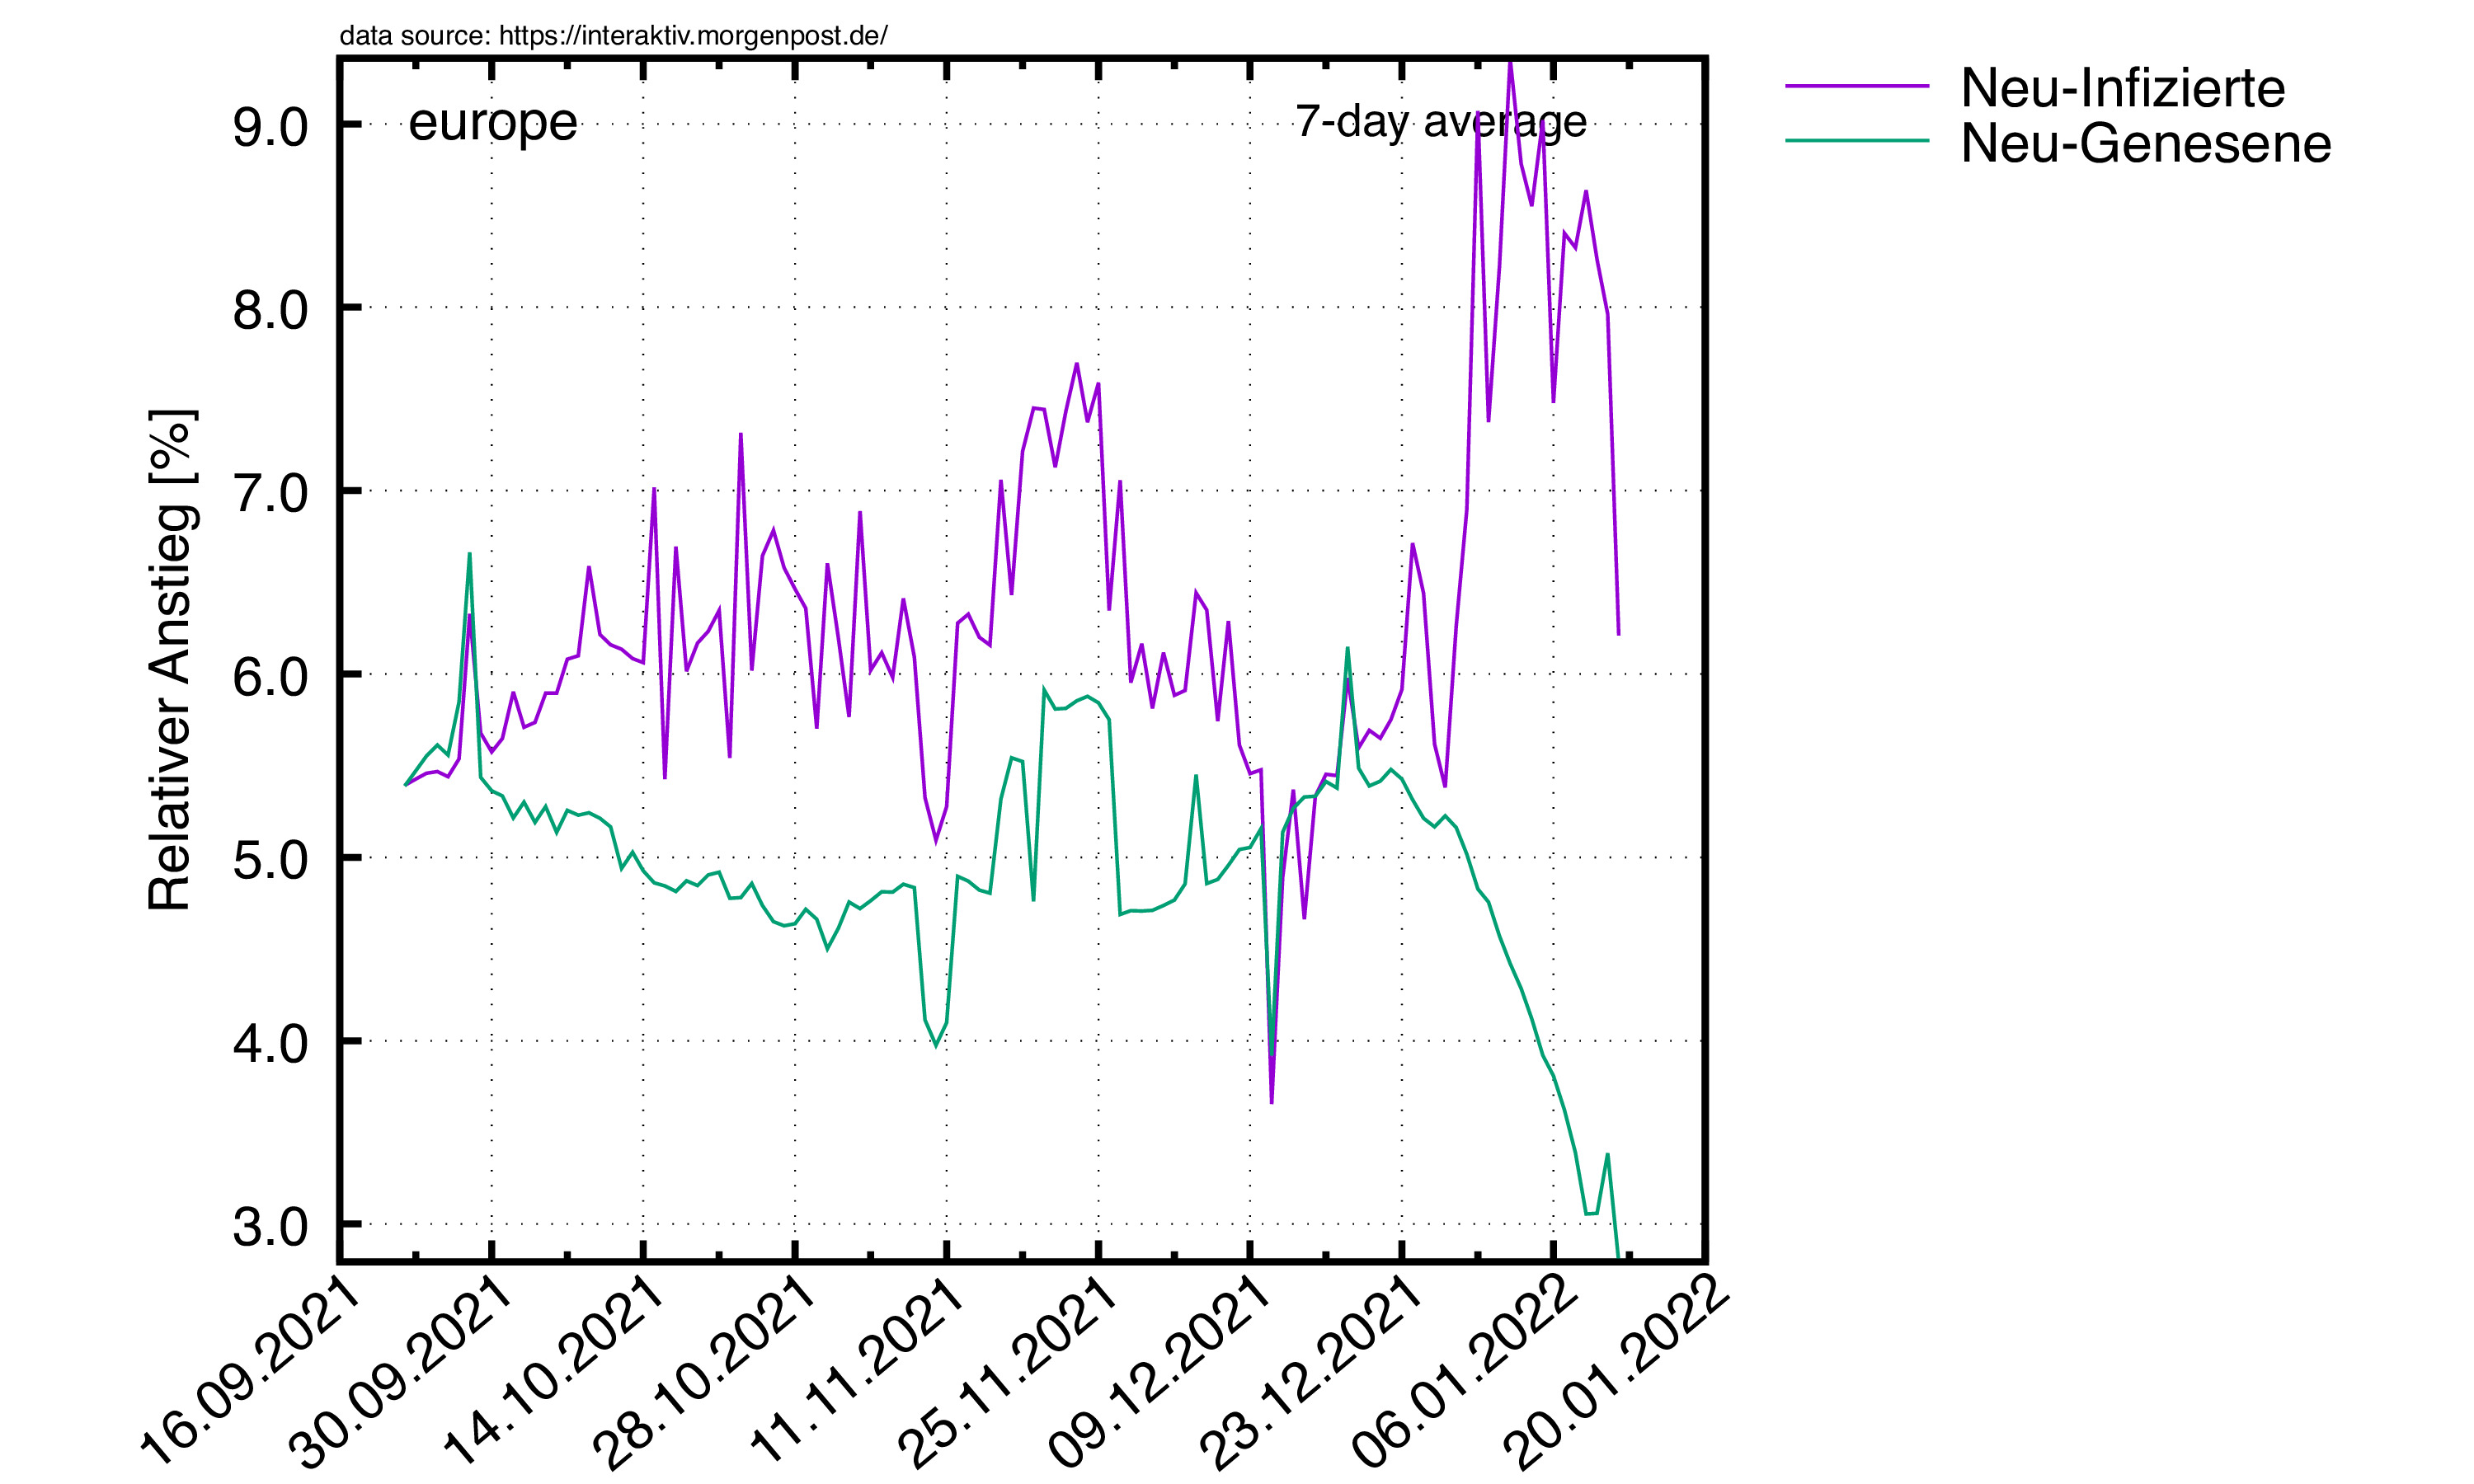 data source: https://interaktiv.morgenpost.de/
europe
7-day average
Neu-Infizierte
Neu-Genesene
Relativer Anstieg [%]
9.0
8.0
7.0
6.0
5.0
4.0
3.0
16.09.2021
30.09.2021
14.10.2021
28.10.2021
11.11.2021
25.11.2021
09.12.2021
23.12.2021
06.01.2022
20.01.2022